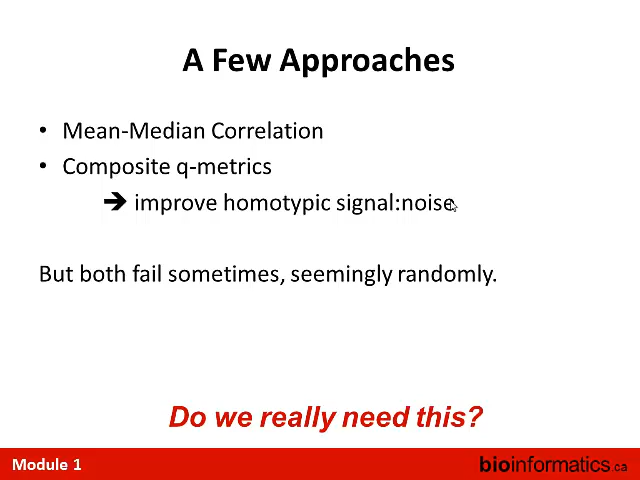 A Few Approaches
• Mean-Median Correlation
• Composite q-metrics
➔ improve homotypic signal:noise
But both fail sometimes, seemingly randomly.
Do we really need this?
Module 1
bioinformatics.ca